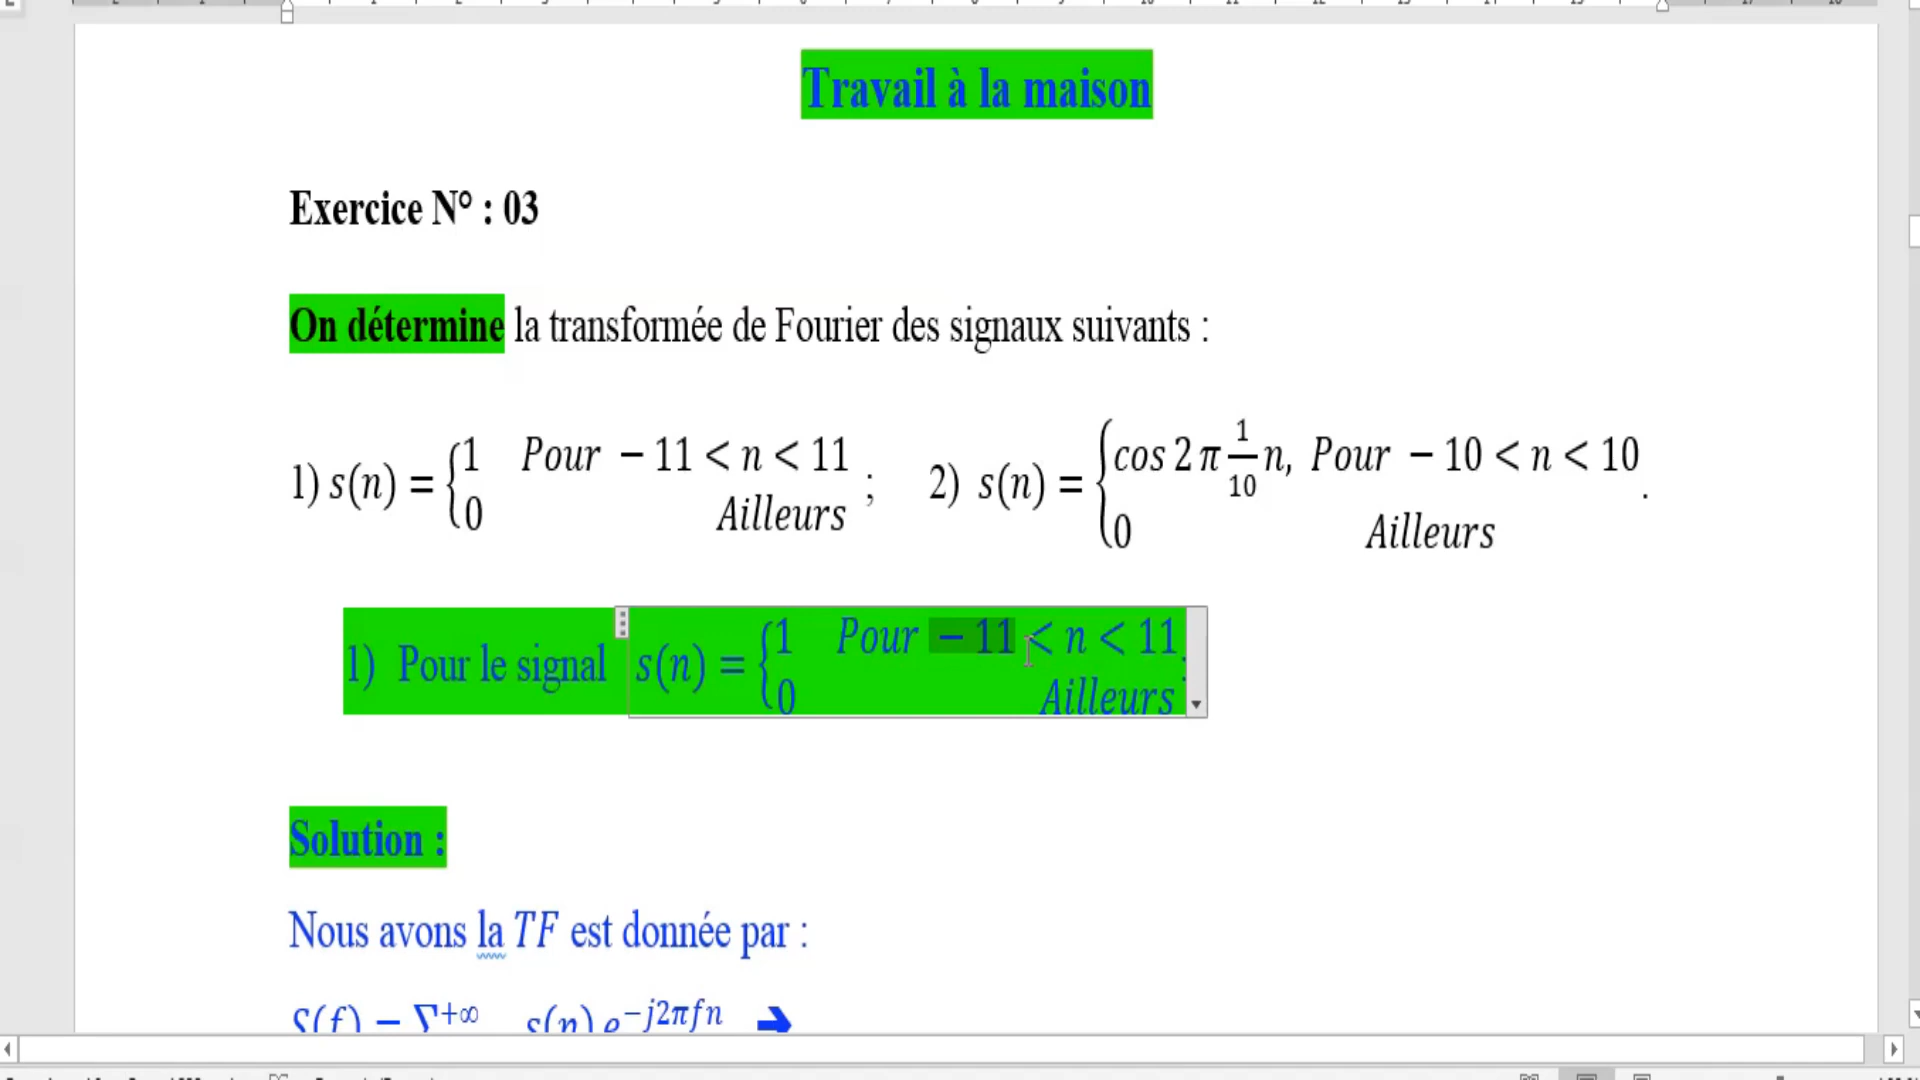 Travail à la maison
Exercice N° : 03
On détermine la transformée de Fourier des signaux suivants :
1) s(n) = {1 Pour − 11 < n < 11
0 Ailleurs ;
2) s(n) = {cos 2 π 1/10 n, Pour − 10 < n < 10
0 Ailleurs .
1) Pour le signal s(n) = {1 Pour − 11 < n < 11
0 Ailleurs .
Solution :
Nous avons la TF est donnée par :
S(f) = ∑+∞ s(n) e−j2πfn ➔